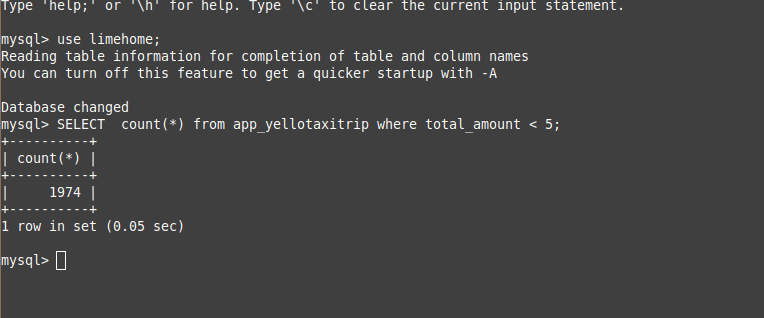 Type 'help;' or '\h' for help. Type '\c' to clear the current input statement.
mysql> use limehome;
Reading table information for completion of table and column names
You can turn off this feature to get a quicker startup with -A
Database changed
mysql> SELECT  count(*) from app_yellotaxitrip where total_amount < 5;
+----------+
| count(*) |
+----------+
|     1974 |
+----------+
1 row in set (0.05 sec)
mysql>